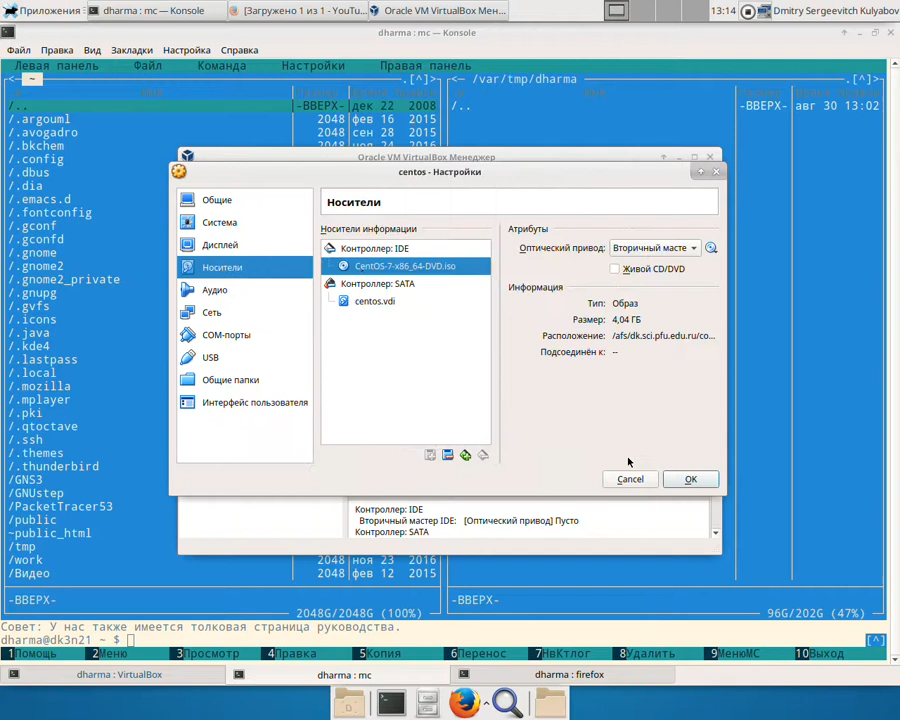 Приложения
dharma : mc — Konsole
[Загружено 1 из 1 - YouTu...
Oracle VM VirtualBox Мен...
13:14
Dmitry Sergeevitch Kulyabov
dharma : mc — Konsole
Файл Правка Вид Закладки Настройка Справка
Левая панель Файл Команда Настройки Правая панель
<— ~ .[^]>
<— /var/tmp/dharma .[^]>
/.. -ВВЕРХ- дек 22 2008
/.. -ВВЕРХ- авг 30 13:02
/.argouml 2048 фев 16 2015
/.avogadro 2048 сен 28 2015
/.bkchem 2048 ноя 24 2016
/.config
/.dbus
/.dia
/.emacs.d
/.fontconfig
/.gconf
/.gconfd
/.gnome
/.gnome2
/.gnome2_private
/.gnupg
/.gvfs
/.icons
/.java
/.kde4
/.lastpass
/.local
/.mozilla
/.mplayer
/.pki
/.qtoctave
/.ssh
/.themes
/.thunderbird
/GNS3
/GNUstep
/PacketTracer53
/public
~public_html
/tmp
/work 2048 ноя 23 2016
/Видео 2048 фев 12 2015
-ВВЕРХ-
-ВВЕРХ-
2048G/2048G (100%)
96G/202G (47%)
Oracle VM VirtualBox Менеджер
centos - Настройки
Общие
Система
Дисплей
Носители
Аудио
Сеть
COM-порты
USB
Общие папки
Интерфейс пользователя
Носители
Носители информации
Контроллер: IDE
CentOS-7-x86_64-DVD.iso
Контроллер: SATA
centos.vdi
Атрибуты
Оптический привод: Вторичный масте
Живой CD/DVD
Информация
Тип: Образ
Размер: 4,04 ГБ
Расположение: /afs/dk.sci.pfu.edu.ru/co...
Подсоединён к: --
Cancel OK
Контроллер: IDE
Вторичный мастер IDE: [Оптический привод] Пусто
Контроллер: SATA
Совет: У нас также имеется толковая страница руководства.
dharma@dk3n21 ~ $ [^]
1Помощь 2Меню 3Просмотр 4Правка 5Копия 6Перенос 7НвКтлог 8Удалить 9МенюMC 10Выход
dharma : VirtualBox
dharma : mc
dharma : firefox